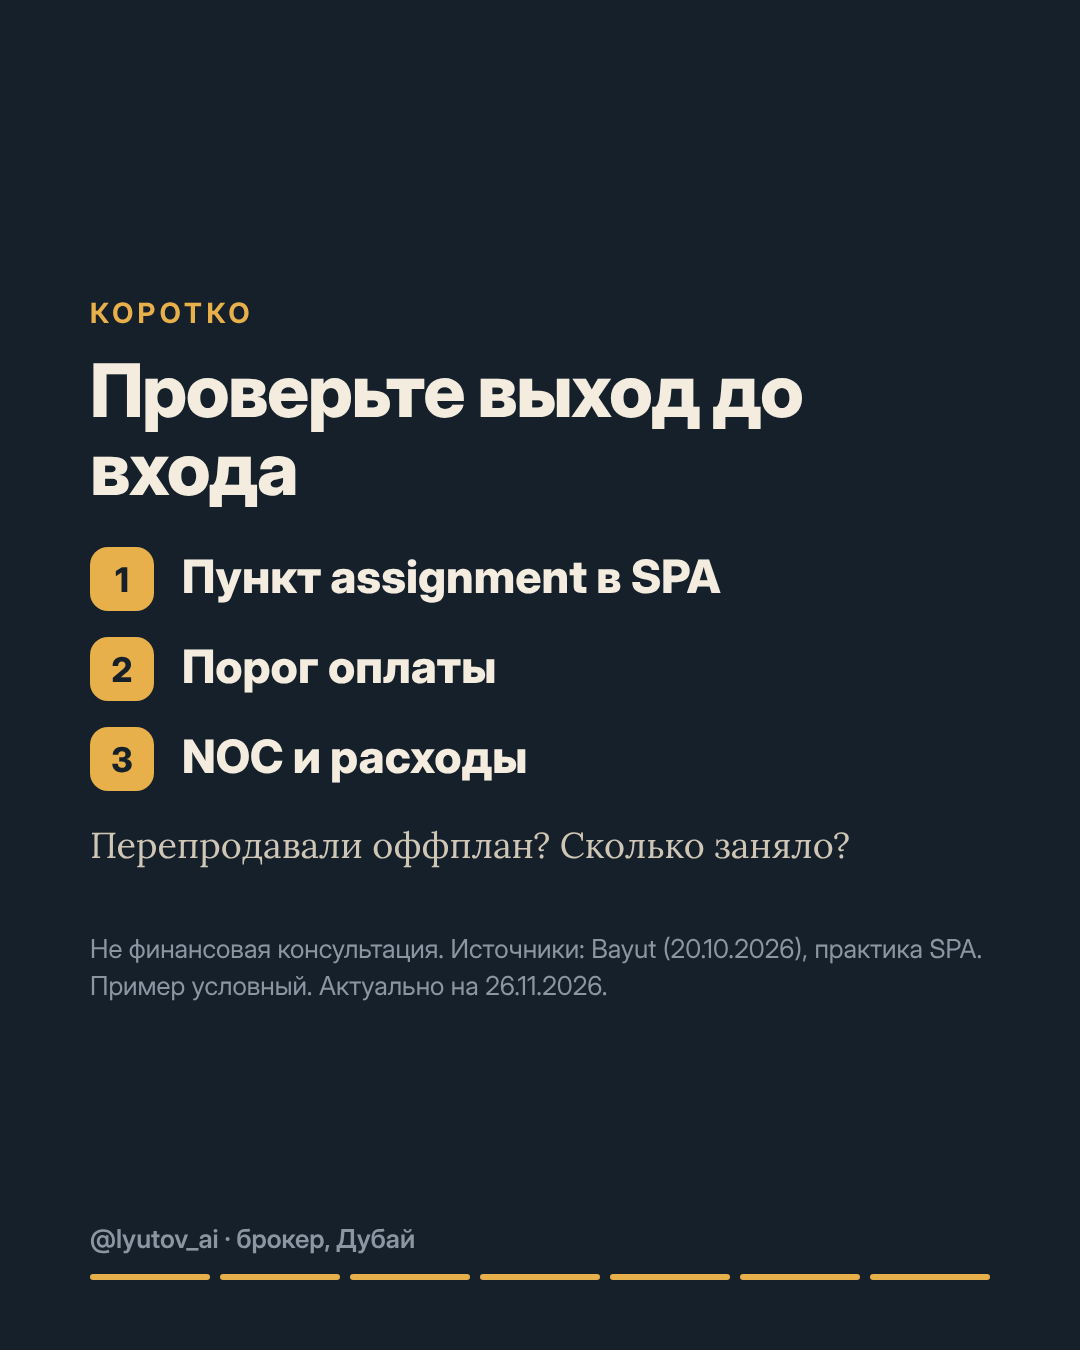 КОРОТКО
Проверьте выход до
входа
1 Пункт assignment в SPA
2 Порог оплаты
3 NOC и расходы
Перепродавали оффплан? Сколько заняло?
Не финансовая консультация. Источники: Bayut (20.10.2026), практика SPA.
Пример условный. Актуально на 26.11.2026.
@lyutov_ai · брокер, Дубай